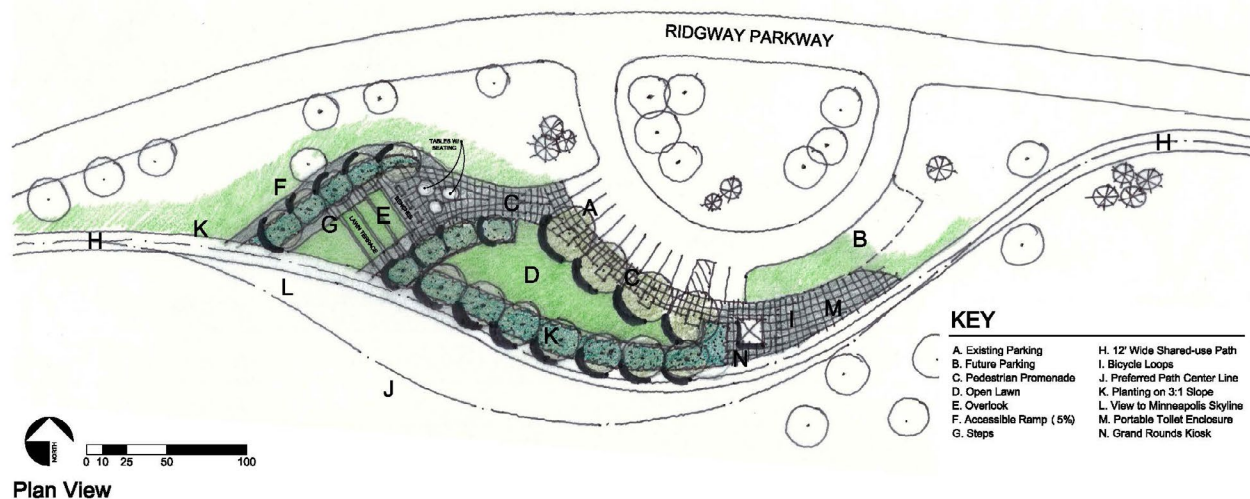 RIDGWAY PARKWAY
H
TABLES W/
SEATING
F
C
A
K
G
E
LAWN TERRACE
B
H
L
D
C
I
M
K
N
J
KEY
A. Existing Parking
B. Future Parking
C. Pedestrian Promenade
D. Open Lawn
E. Overlook
F. Accessible Ramp ( 5%)
G. Steps
H. 12' Wide Shared-use Path
I. Bicycle Loops
J. Preferred Path Center Line
K. Planting on 3:1 Slope
L. View to Minneapolis Skyline
M. Portable Toilet Enclosure
N. Grand Rounds Kiosk
NORTH
0 10 25 50 100
Plan View